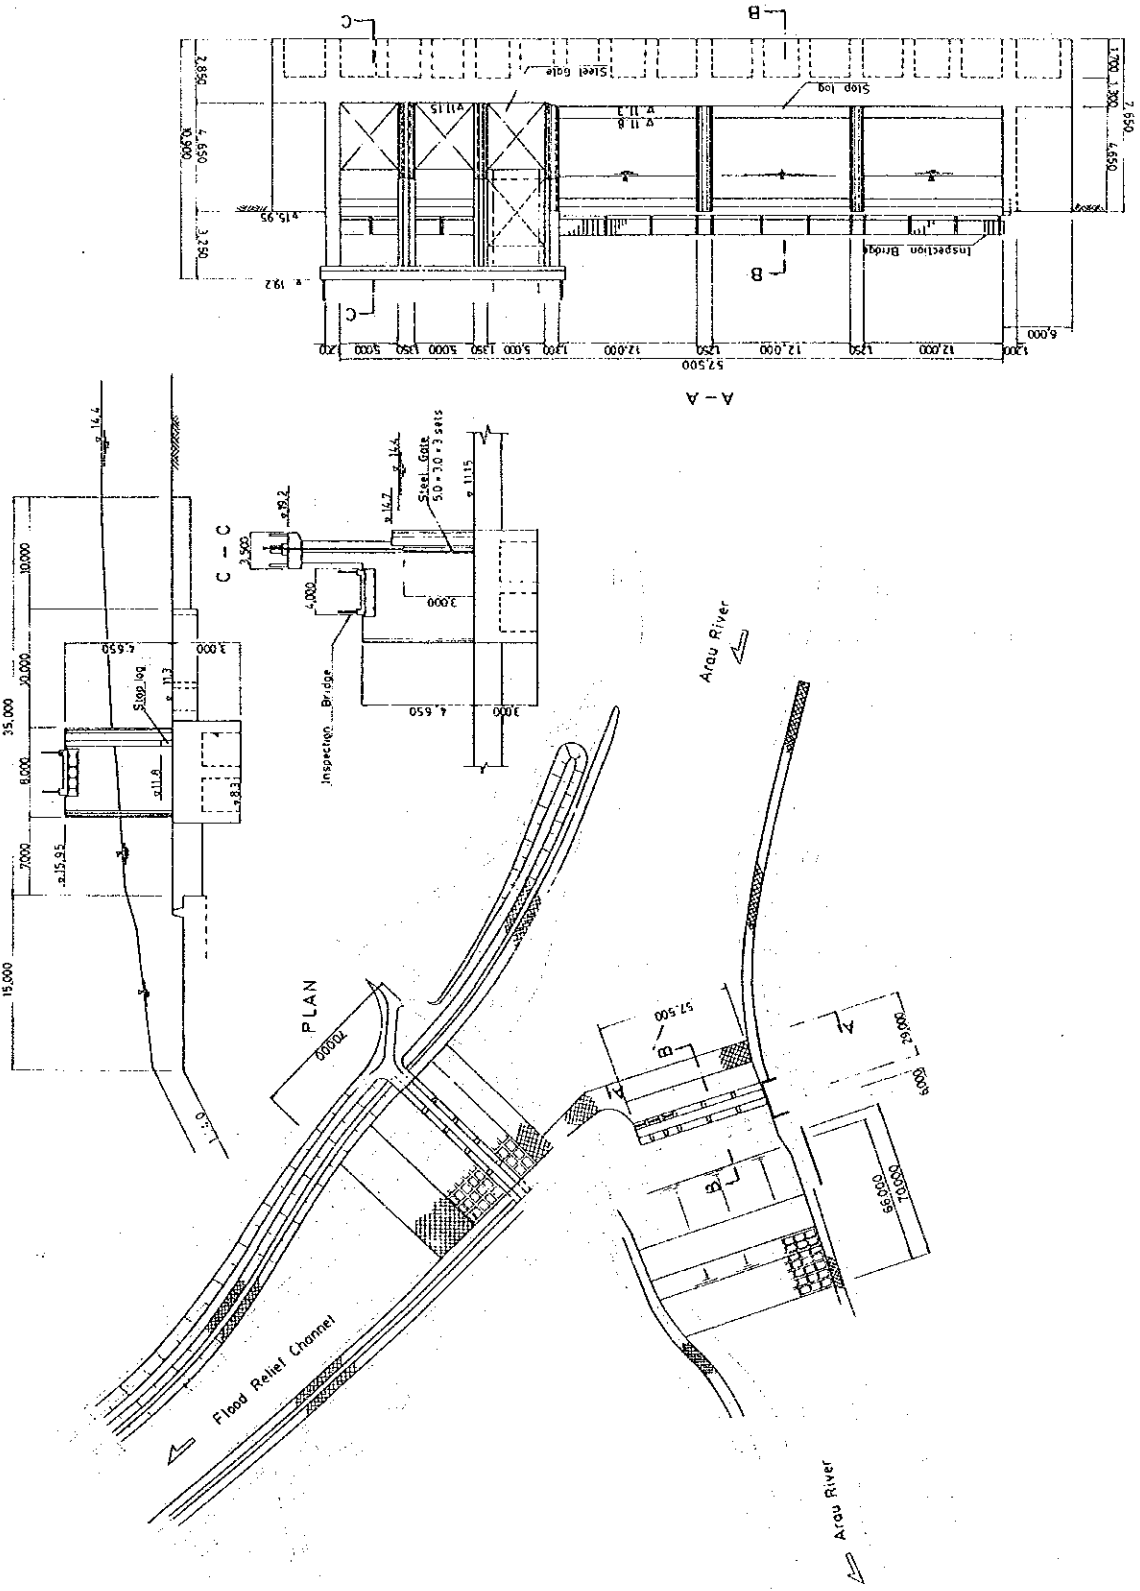 C
C
B
B
2,850
4,650
10,900
3,250
▽15.95
▽ 19.2
▽11.15
Steel Gate
▽ 11.3
▽ 11.8
Stop log
Inspection Bridge
1,700
1,300
7,650
4,650
1,200
5,000
1,350
5,000
1,350
5,000
1,300
12,000
1,250
12,000
1,250
12,000
1,200
6,000
57,500
A - A
▽ 14.4
35,000
10,000
10,000
8,000
7,000
15,000
4,650
3,000
Stop log
▽11.3
▽11.8
▽8.3
▽15.95
C - C
▽19.2
▽14.7
▽14.4
Steel Gate
5.0 × 3.0 × 3 sets
▽11.15
4,000
3,000
4,650
3,000
Inspection Bridge
PLAN
70,000
Arau River
57,500
A
A
B
B
29,000
6,000
66,000
70,000
Flood Relief Channel
Arau River